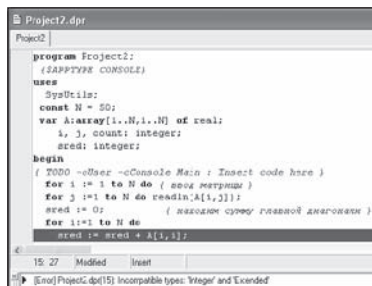 Project2.dpr
Project2
program Project2;
{$APPTYPE CONSOLE}
uses
SysUtils;
const N = 50;
var A:array[1..N,1..N] of real;
i, j, count: integer;
sred: integer;
begin
{ TODO -oUser -cConsole Main : Insert code here }
for i := 1 to N do { ввод матрицы }
for j :=1 to N do readln(A[i,j]);
sred := 0; { находим сумму главной диагонали }
for i:=1 to N do
sred := sred + A[i,i];
15: 27 Modified Insert
[Error] Project2.dpr(15): Incompatible types: 'Integer' and 'Extended'